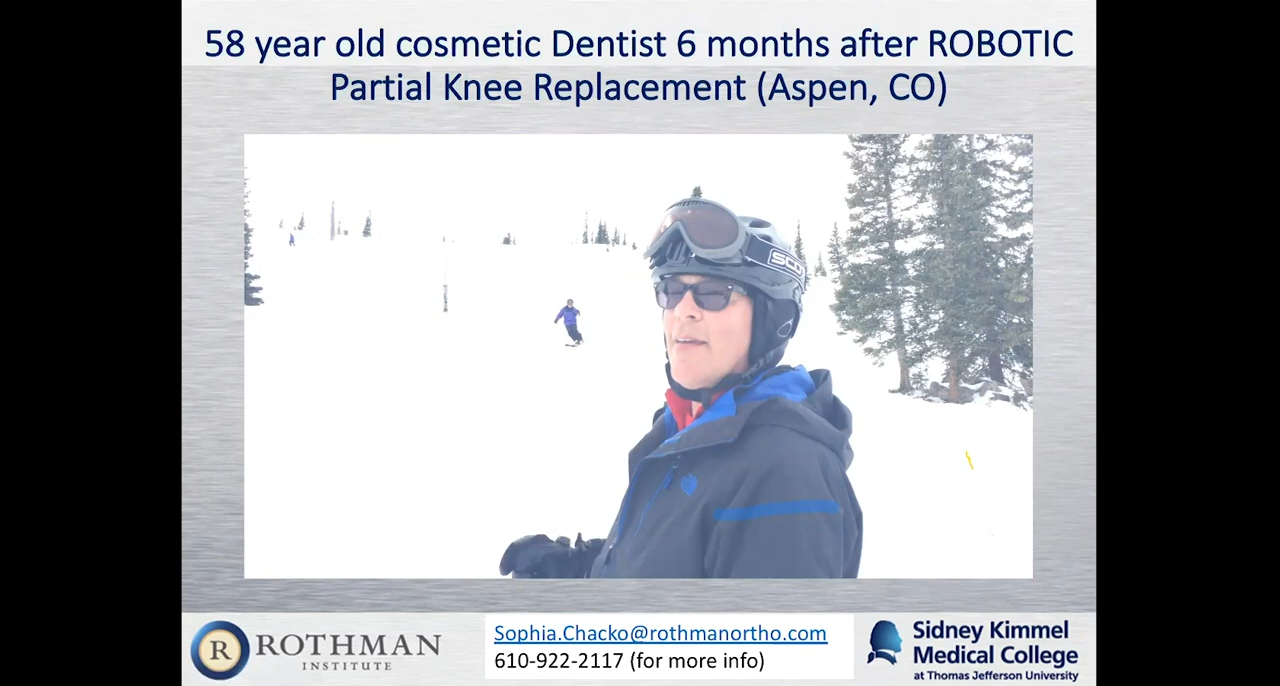 58 year old cosmetic Dentist 6 months after ROBOTIC
Partial Knee Replacement (Aspen, CO)
R
ROTHMAN
INSTITUTE
Sophia.Chacko@rothmanortho.com
610-922-2117 (for more info)
Sidney Kimmel
Medical College
at Thomas Jefferson University